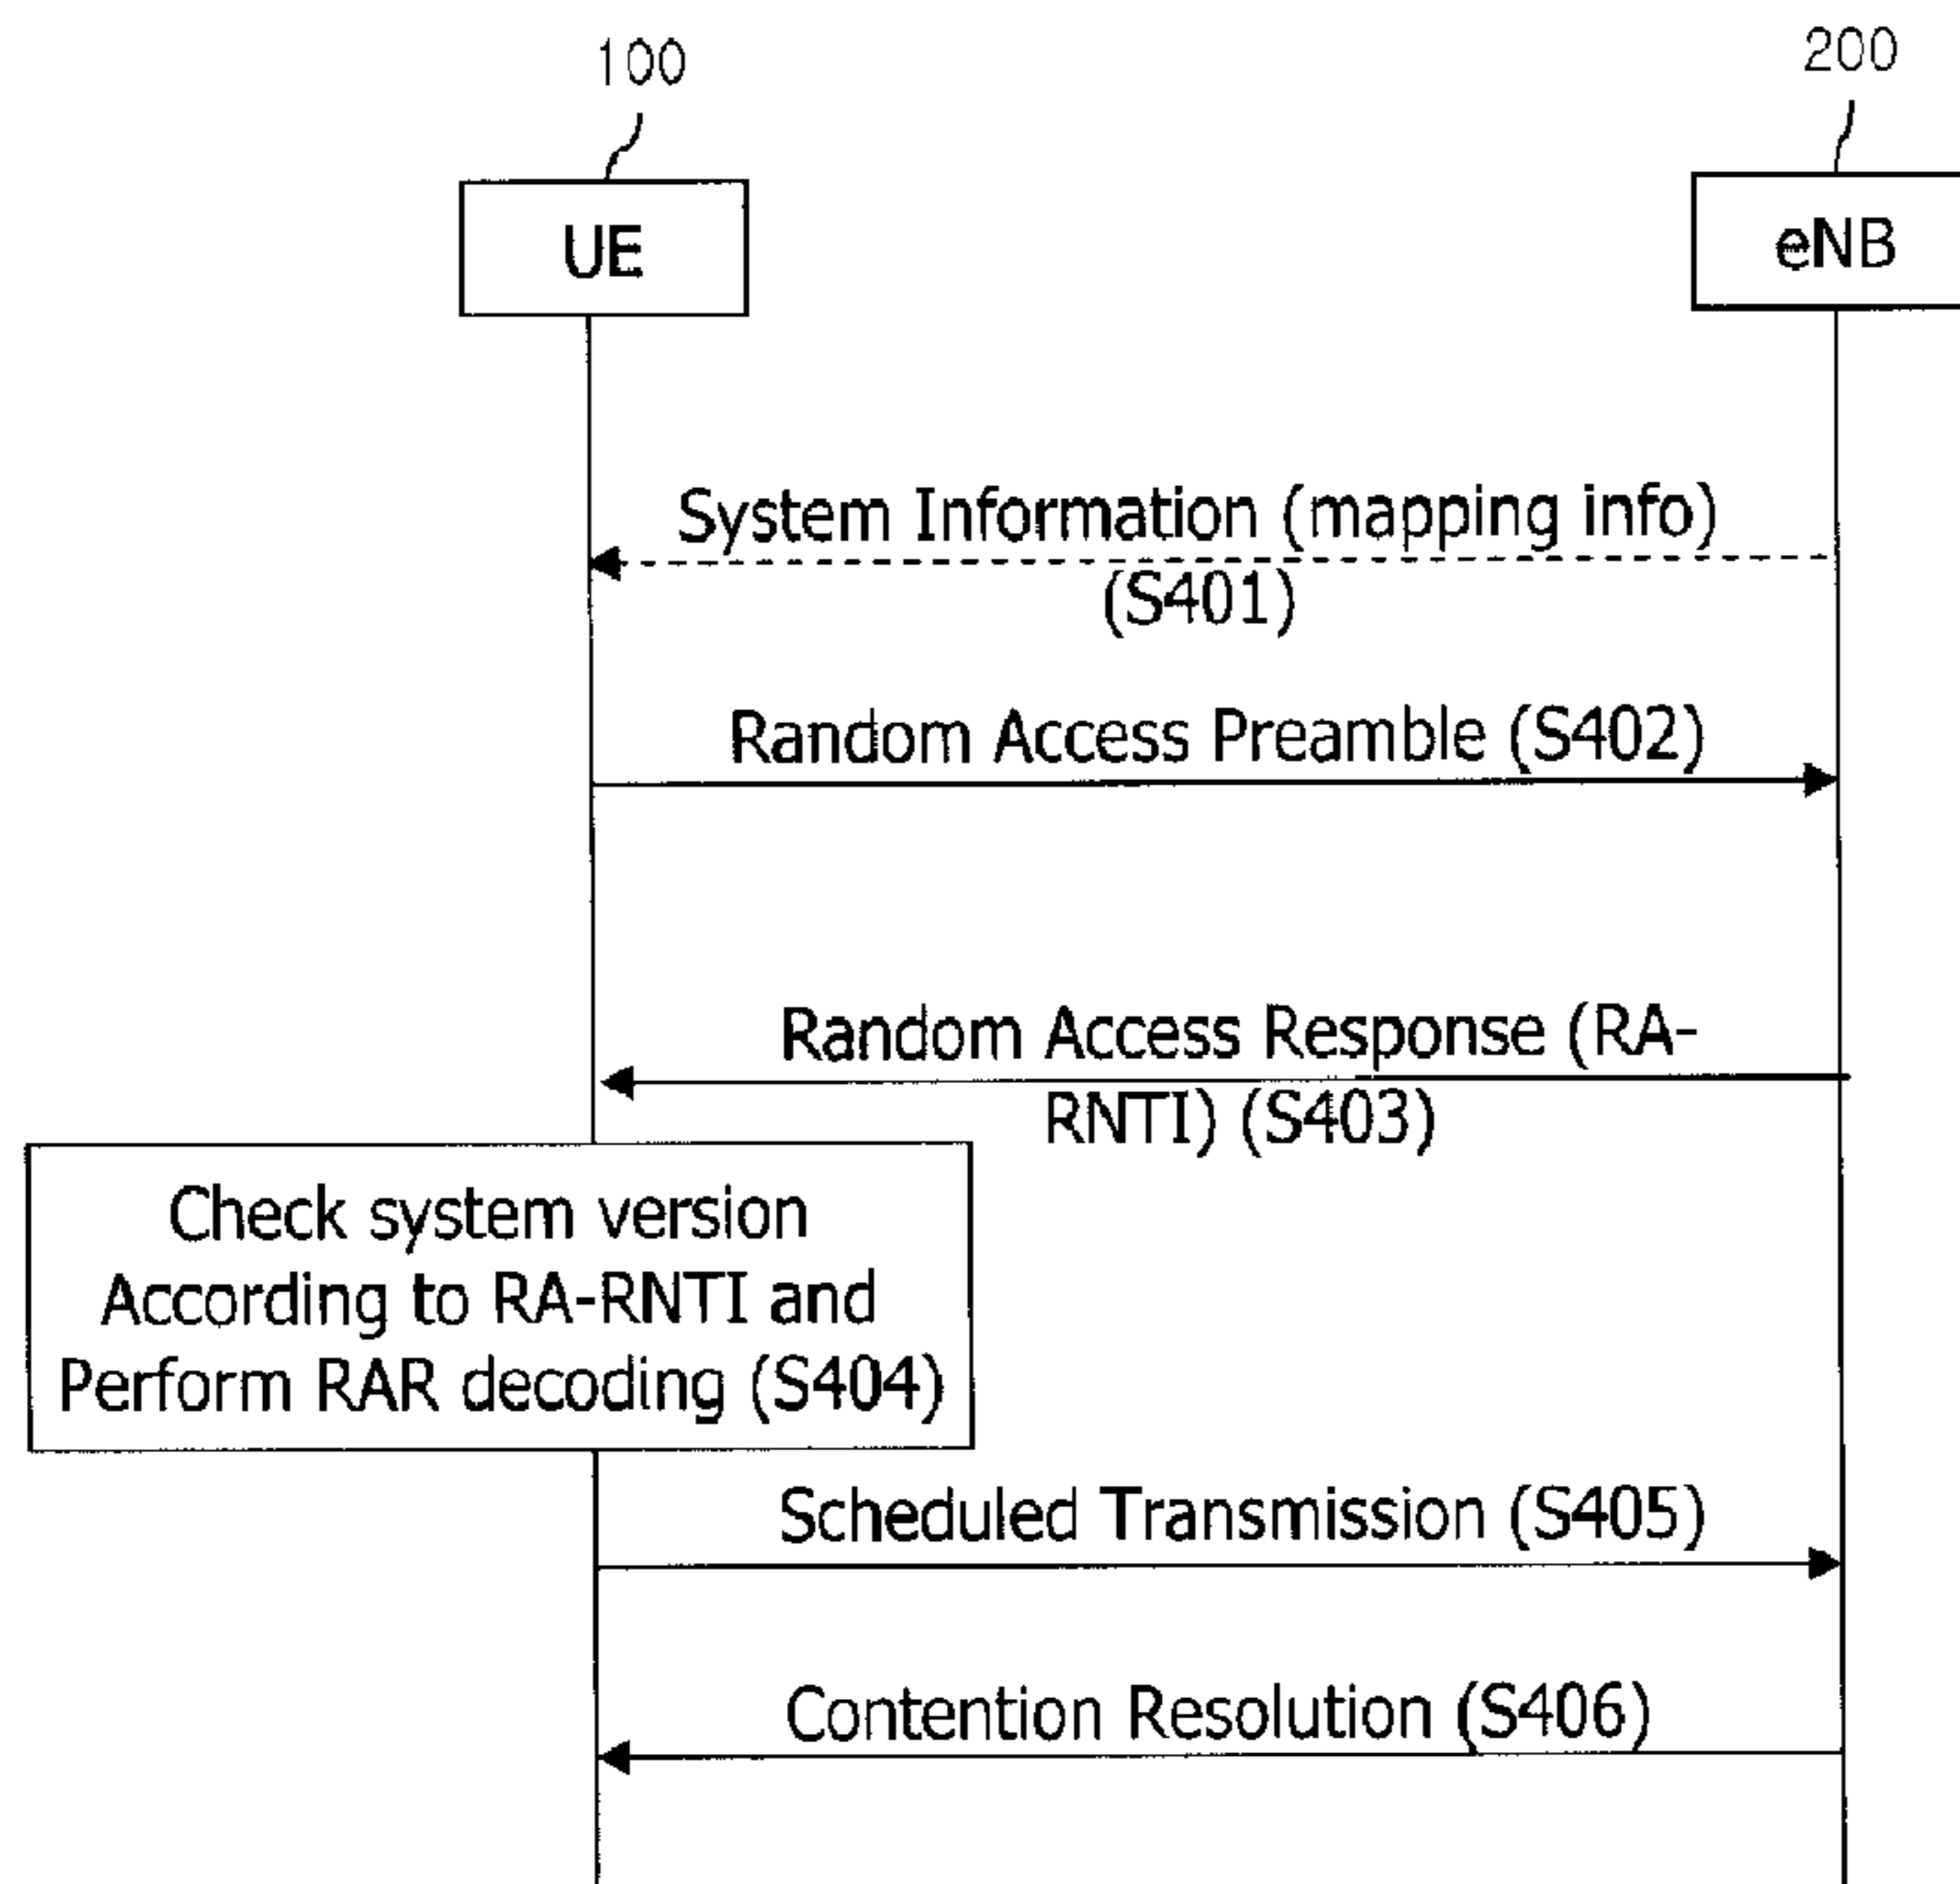 100
200
UE
eNB
System Information (mapping info)
(S401)
Random Access Preamble (S402)
Random Access Response (RA-
RNTI) (S403)
Check system version
According to RA-RNTI and
Perform RAR decoding (S404)
Scheduled Transmission (S405)
Contention Resolution (S406)